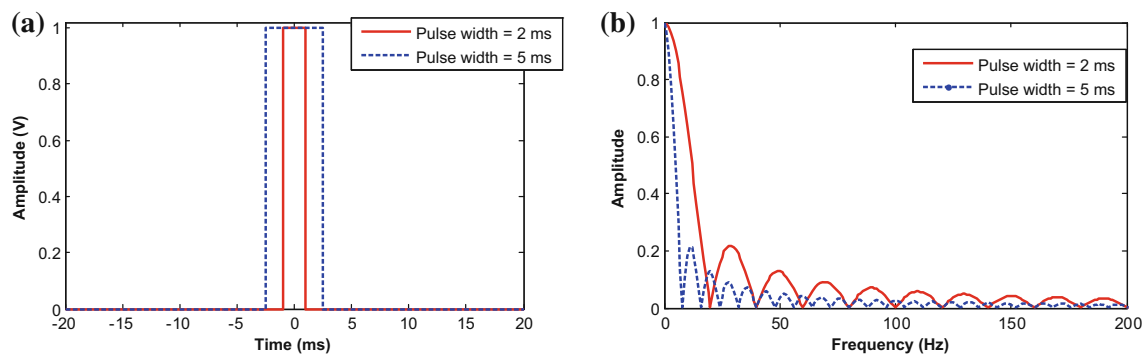 (a)
Amplitude (V)
1
0.8
0.6
0.4
0.2
0
-20 -15 -10 -5 0 5 10 15 20
Time (ms)
Pulse width = 2 ms
Pulse width = 5 ms
(b)
Amplitude
1
0.8
0.6
0.4
0.2
0
0 50 100 150 200
Frequency (Hz)
Pulse width = 2 ms
Pulse width = 5 ms